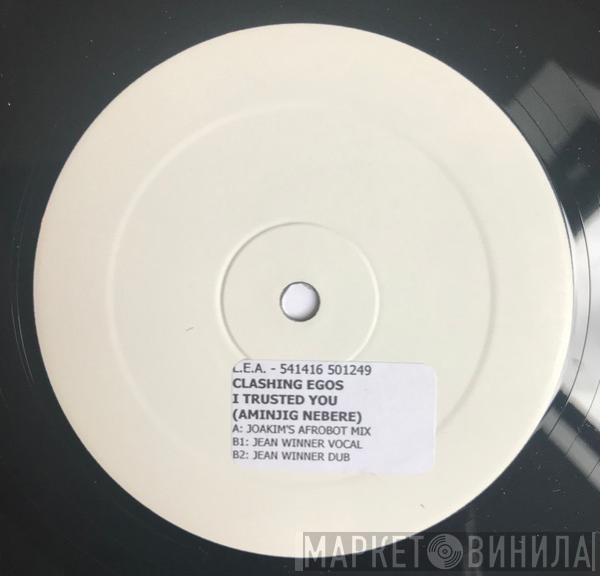 L.E.A. - 541416 501249
CLASHING EGOS
I TRUSTED YOU
(AMINJIG NEBERE)
A: JOAKIM'S AFROBOT MIX
B1: JEAN WINNER VOCAL
B2: JEAN WINNER DUB
МАРКЕТ ВИНИЛА